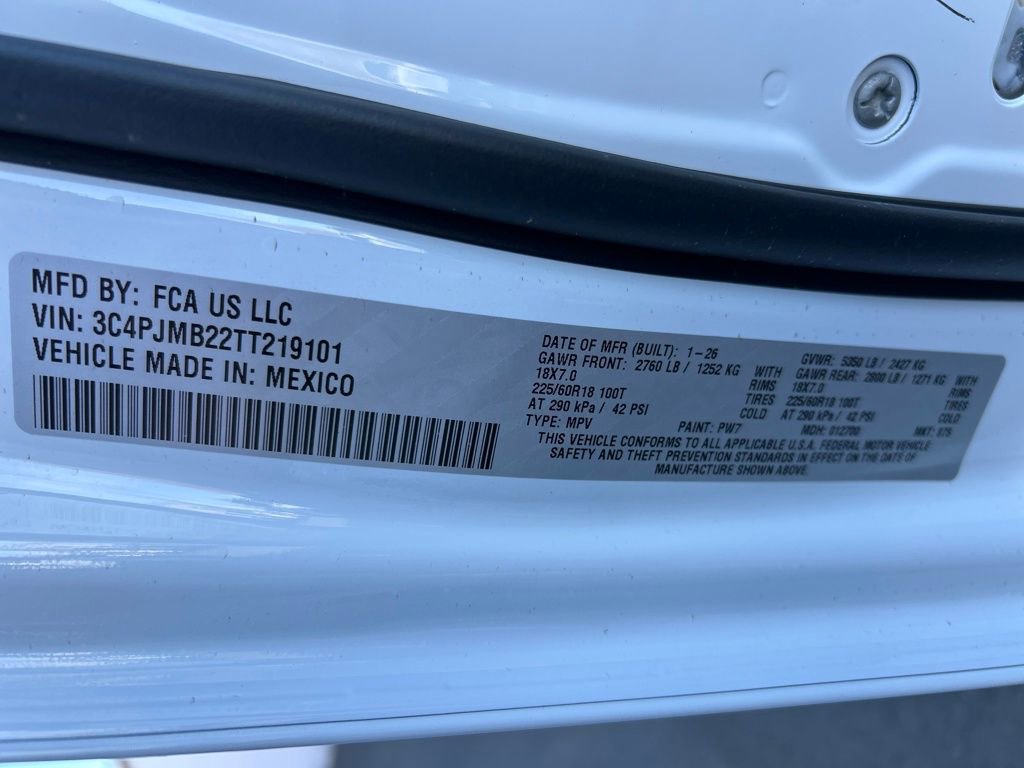 MFD BY: FCA US LLC
VIN: 3C4PJMB22TT219101
VEHICLE MADE IN: MEXICO
DATE OF MFR (BUILT): 1-26 GVWR: 5350 LB / 2427 KG
GAWR FRONT: 2760 LB / 1252 KG WITH GAWR REAR: 2800 LB / 1271 KG WITH
18X7.0 RIMS 18X7.0 RIMS
225/60R18 100T TIRES 225/60R18 100T TIRES
AT 290 kPa / 42 PSI COLD AT 290 kPa / 42 PSI COLD
TYPE: MPV PAINT: PW7 MDH: 012700 MKT:
THIS VEHICLE CONFORMS TO ALL APPLICABLE U.S.A. FEDERAL MOTOR VEHICLE
SAFETY AND THEFT PREVENTION STANDARDS IN EFFECT ON THE DATE OF
MANUFACTURE SHOWN ABOVE.